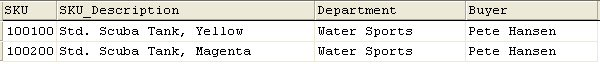 SKU SKU_Description Department Buyer
100100 Std. Scuba Tank, Yellow Water Sports Pete Hansen
100200 Std. Scuba Tank, Magenta Water Sports Pete Hansen